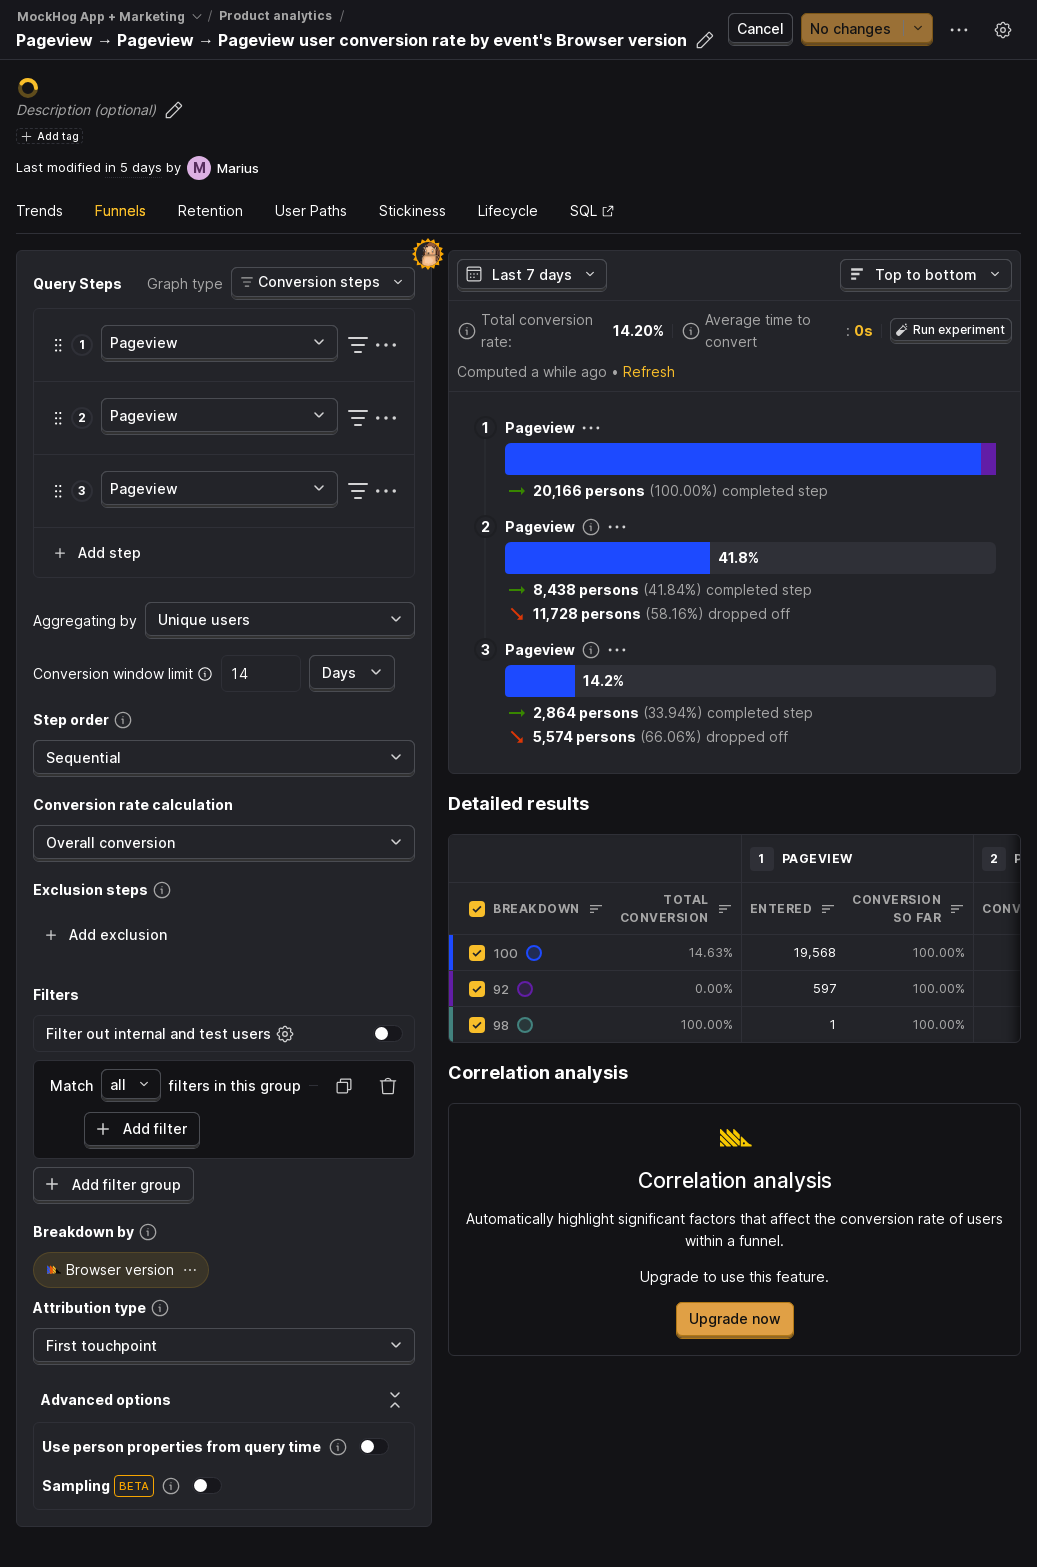 MockHog App + Marketing / Product analytics /
Pageview → Pageview → Pageview user conversion rate by event's Browser version
Cancel
No changes
Description (optional)
Add tag
Last modified in 5 days by M Marius
Trends Funnels Retention User Paths Stickiness Lifecycle SQL
Query Steps Graph type Conversion steps
1 Pageview
2 Pageview
3 Pageview
Add step
Aggregating by Unique users
Conversion window limit 14 Days
Step order
Sequential
Conversion rate calculation
Overall conversion
Exclusion steps
Add exclusion
Filters
Filter out internal and test users
Match all filters in this group
Add filter
Add filter group
Breakdown by
Browser version
Attribution type
First touchpoint
Advanced options
Use person properties from query time
Sampling BETA
Last 7 days Top to bottom
Total conversion rate: 14.20% Average time to convert : 0s Run experiment
Computed a while ago • Refresh
1 Pageview
20,166 persons (100.00%) completed step
2 Pageview
41.8%
8,438 persons (41.84%) completed step
11,728 persons (58.16%) dropped off
3 Pageview
14.2%
2,864 persons (33.94%) completed step
5,574 persons (66.06%) dropped off
Detailed results
1 PAGEVIEW 2 P
BREAKDOWN TOTAL CONVERSION ENTERED CONVERSION SO FAR CONV
100 14.63% 19,568 100.00%
92 0.00% 597 100.00%
98 100.00% 1 100.00%
Correlation analysis
Correlation analysis
Automatically highlight significant factors that affect the conversion rate of users
within a funnel.
Upgrade to use this feature.
Upgrade now